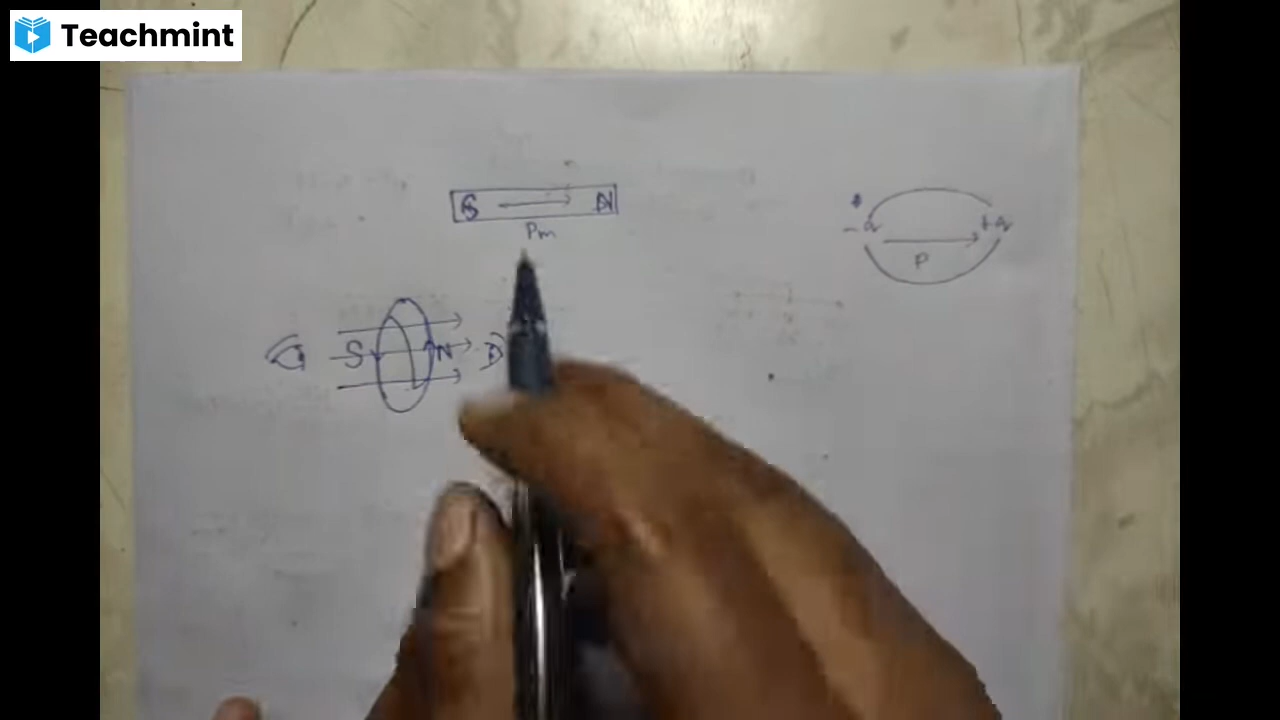 Teachmint
S N
Pm
-q +q
P
S N